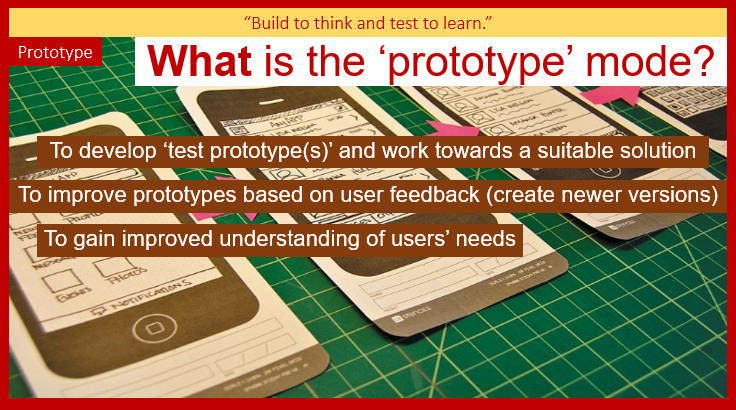 “Build to think and test to learn.”
Prototype
What is the ‘prototype’ mode?
To develop ‘test prototype(s)’ and work towards a suitable solution
To improve prototypes based on user feedback (create newer versions)
To gain improved understanding of users’ needs
PHOTOS
NOTIFICATIONS